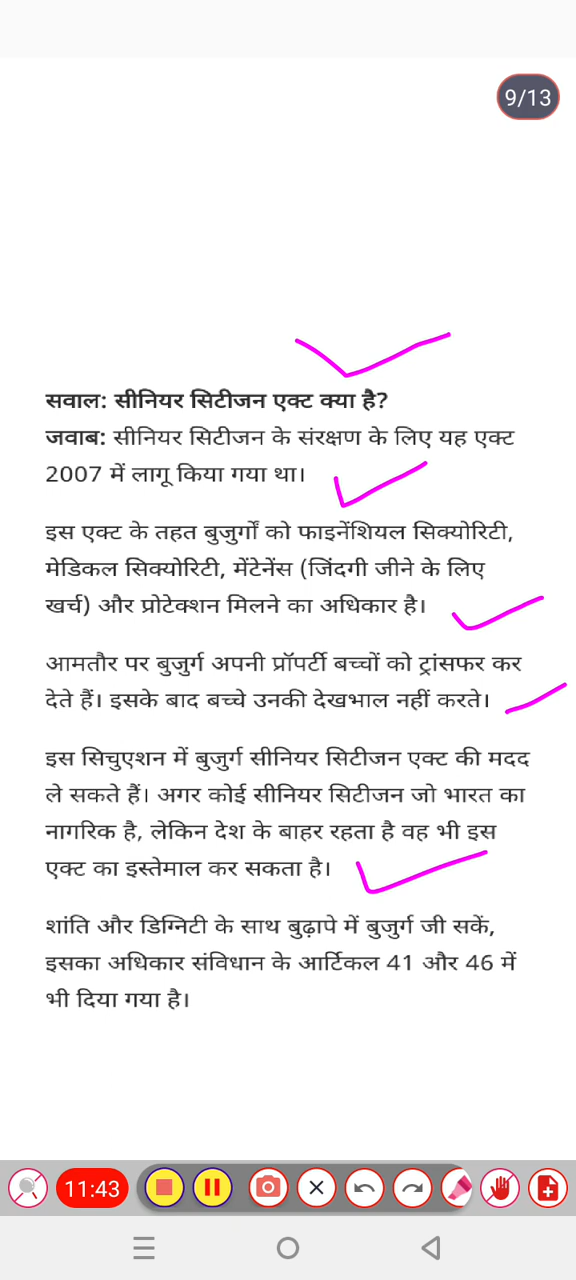 9/13
सवाल: सीनियर सिटीजन एक्ट क्या है?
जवाब: सीनियर सिटीजन के संरक्षण के लिए यह एक्ट
2007 में लागू किया गया था।
इस एक्ट के तहत बुजुर्गों को फाइनेंशियल सिक्योरिटी,
मेडिकल सिक्योरिटी, मेंटेनेंस (जिंदगी जीने के लिए
खर्च) और प्रोटेक्शन मिलने का अधिकार है।
आमतौर पर बुजुर्ग अपनी प्रॉपर्टी बच्चों को ट्रांसफर कर
देते हैं। इसके बाद बच्चे उनकी देखभाल नहीं करते।
इस सिचुएशन में बुजुर्ग सीनियर सिटीजन एक्ट की मदद
ले सकते हैं। अगर कोई सीनियर सिटीजन जो भारत का
नागरिक है, लेकिन देश के बाहर रहता है वह भी इस
एक्ट का इस्तेमाल कर सकता है।
शांति और डिग्निटी के साथ बुढ़ापे में बुजुर्ग जी सकें,
इसका अधिकार संविधान के आर्टिकल 41 और 46 में
भी दिया गया है।
11:43